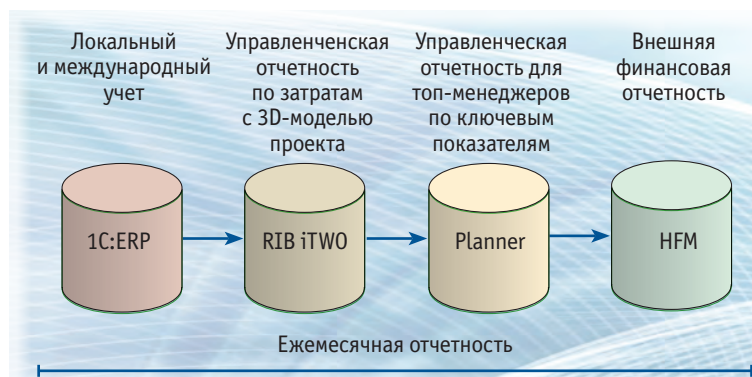 Локальный
и международный
учет
Управленченская
отчетность
по затратам
с 3D-моделью
проекта
Управленческая
отчетность для
топ-менеджеров
по ключевым
показателям
Внешняя
финансовая
отчетность
1C:ERP
RIB iTWO
Planner
HFM
Ежемесячная отчетность